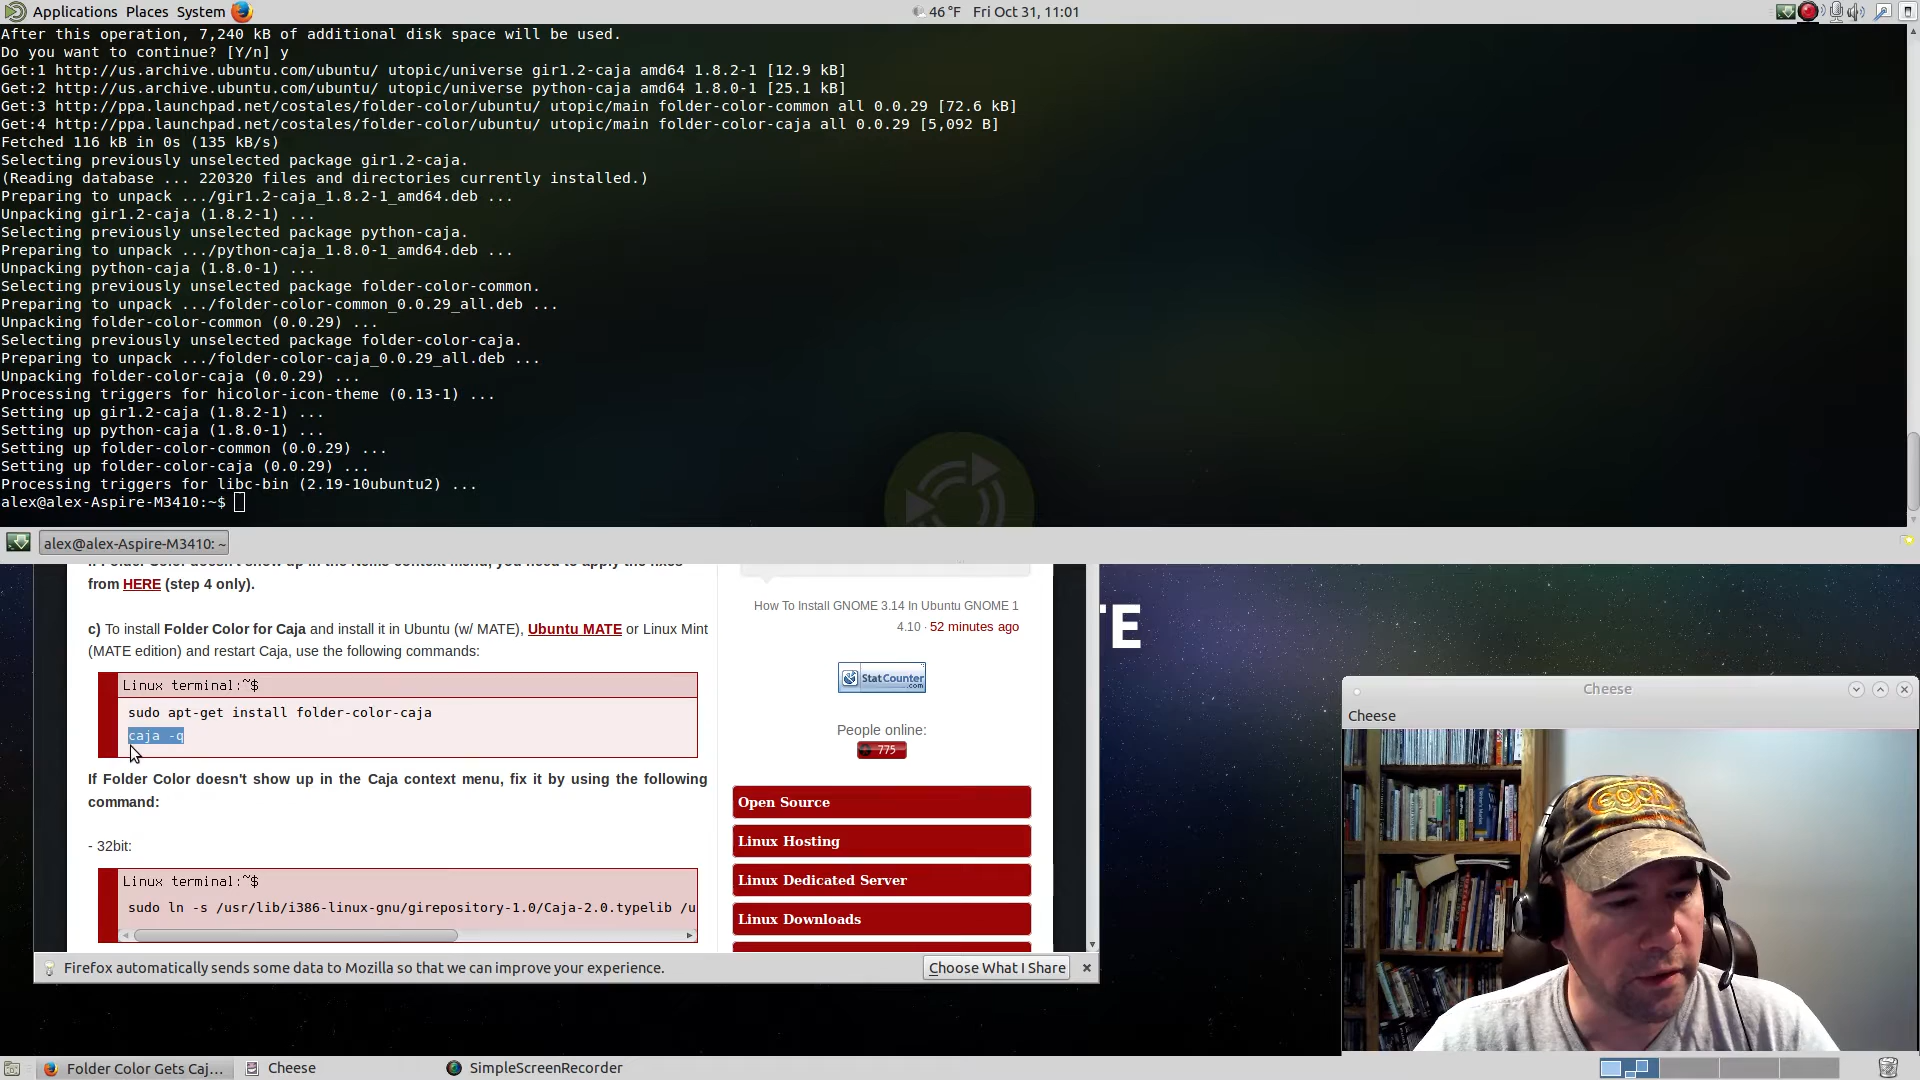 Applications Places System 46 °F Fri Oct 31, 11:01
After this operation, 7,240 kB of additional disk space will be used.
Do you want to continue? [Y/n] y
Get:1 http://us.archive.ubuntu.com/ubuntu/ utopic/universe gir1.2-caja amd64 1.8.2-1 [12.9 kB]
Get:2 http://us.archive.ubuntu.com/ubuntu/ utopic/universe python-caja amd64 1.8.0-1 [25.1 kB]
Get:3 http://ppa.launchpad.net/costales/folder-color/ubuntu/ utopic/main folder-color-common all 0.0.29 [72.6 kB]
Get:4 http://ppa.launchpad.net/costales/folder-color/ubuntu/ utopic/main folder-color-caja all 0.0.29 [5,092 B]
Fetched 116 kB in 0s (135 kB/s)
Selecting previously unselected package gir1.2-caja.
(Reading database ... 220320 files and directories currently installed.)
Preparing to unpack .../gir1.2-caja_1.8.2-1_amd64.deb ...
Unpacking gir1.2-caja (1.8.2-1) ...
Selecting previously unselected package python-caja.
Preparing to unpack .../python-caja_1.8.0-1_amd64.deb ...
Unpacking python-caja (1.8.0-1) ...
Selecting previously unselected package folder-color-common.
Preparing to unpack .../folder-color-common_0.0.29_all.deb ...
Unpacking folder-color-common (0.0.29) ...
Selecting previously unselected package folder-color-caja.
Preparing to unpack .../folder-color-caja_0.0.29_all.deb ...
Unpacking folder-color-caja (0.0.29) ...
Processing triggers for hicolor-icon-theme (0.13-1) ...
Setting up gir1.2-caja (1.8.2-1) ...
Setting up python-caja (1.8.0-1) ...
Setting up folder-color-common (0.0.29) ...
Setting up folder-color-caja (0.0.29) ...
Processing triggers for libc-bin (2.19-10ubuntu2) ...
alex@alex-Aspire-M3410:~$
alex@alex-Aspire-M3410: ~
from HERE (step 4 only).
c) To install Folder Color for Caja and install it in Ubuntu (w/ MATE), Ubuntu MATE or Linux Mint
(MATE edition) and restart Caja, use the following commands:
Linux terminal:~$
sudo apt-get install folder-color-caja
caja -q
If Folder Color doesn't show up in the Caja context menu, fix it by using the following
command:
- 32bit:
Linux terminal:~$
sudo ln -s /usr/lib/i386-linux-gnu/girepository-1.0/Caja-2.0.typelib /u
How To Install GNOME 3.14 In Ubuntu GNOME 1
4.10 · 52 minutes ago
StatCounter
.com
People online:
775
Open Source
Linux Hosting
Linux Dedicated Server
Linux Downloads
Firefox automatically sends some data to Mozilla so that we can improve your experience. Choose What I Share
TE
Cheese
Cheese
Folder Color Gets Caj... Cheese SimpleScreenRecorder